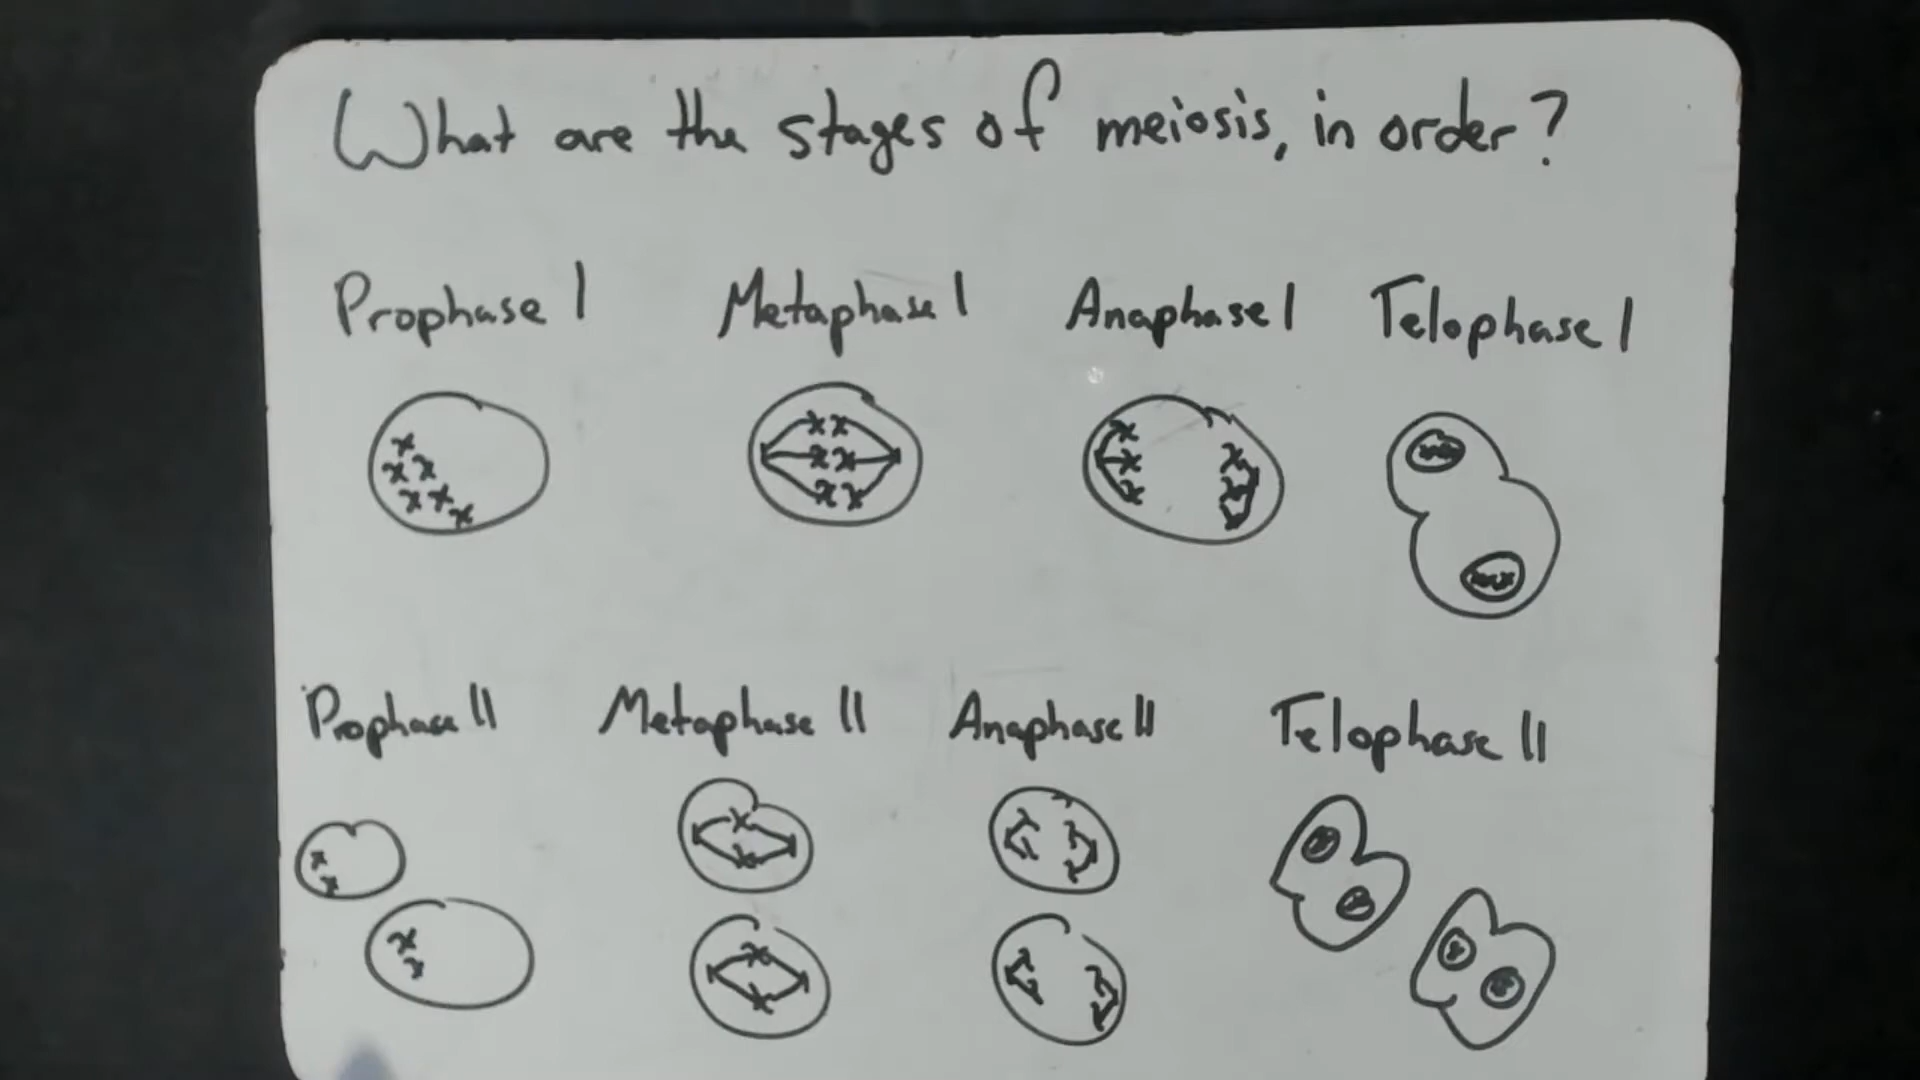 What are the stages of meiosis, in order?
Prophase I Metaphase I Anaphase I Telophase I
Prophase II Metaphase II Anaphase II Telophase II